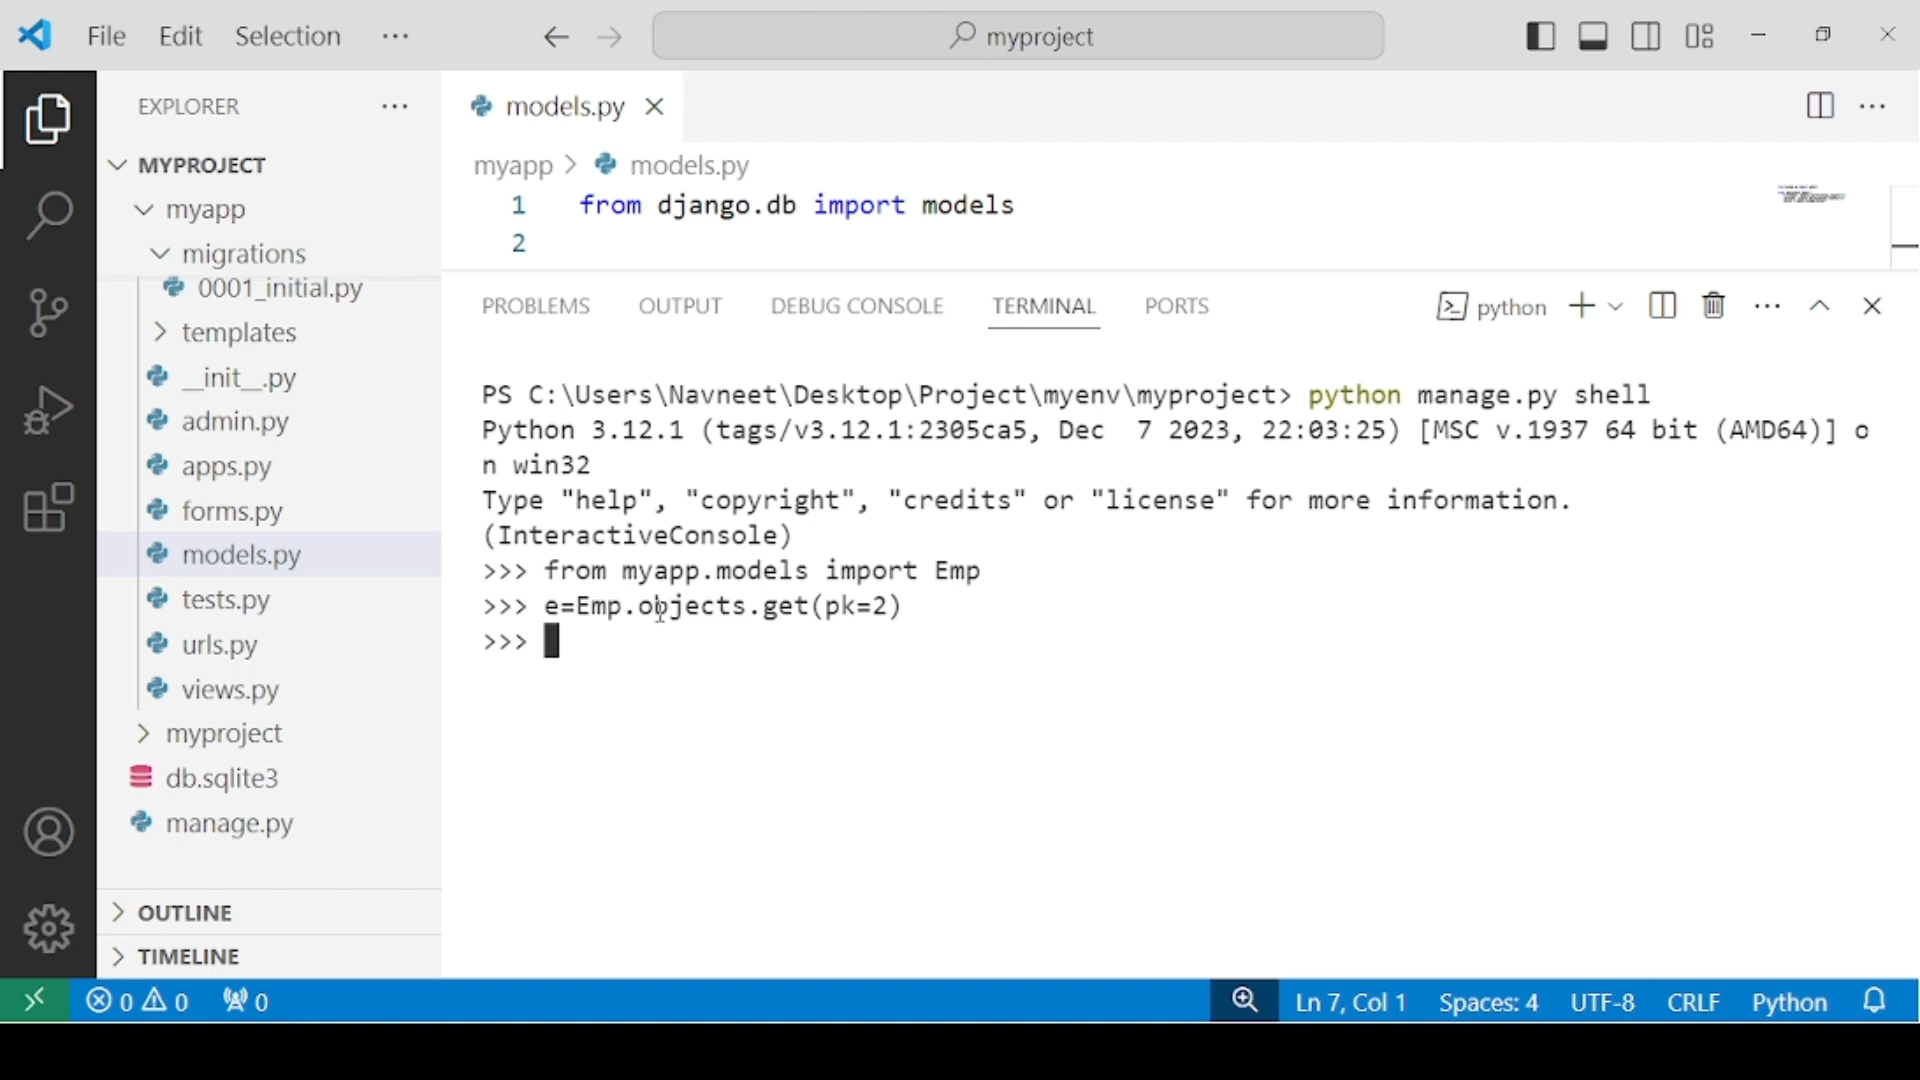 File Edit Selection ···
myproject
EXPLORER ···
MYPROJECT
myapp
migrations
0001_initial.py
templates
__init__.py
admin.py
apps.py
forms.py
models.py
tests.py
urls.py
views.py
myproject
db.sqlite3
manage.py
OUTLINE
TIMELINE
models.py
myapp > models.py
1 from django.db import models
2
PROBLEMS OUTPUT DEBUG CONSOLE TERMINAL PORTS
python
PS C:\Users\Navneet\Desktop\Project\myenv\myproject> python manage.py shell
Python 3.12.1 (tags/v3.12.1:2305ca5, Dec  7 2023, 22:03:25) [MSC v.1937 64 bit (AMD64)] o
n win32
Type "help", "copyright", "credits" or "license" for more information.
(InteractiveConsole)
>>> from myapp.models import Emp
>>> e=Emp.objects.get(pk=2)
>>>
0 0 0
Ln 7, Col 1 Spaces: 4 UTF-8 CRLF Python